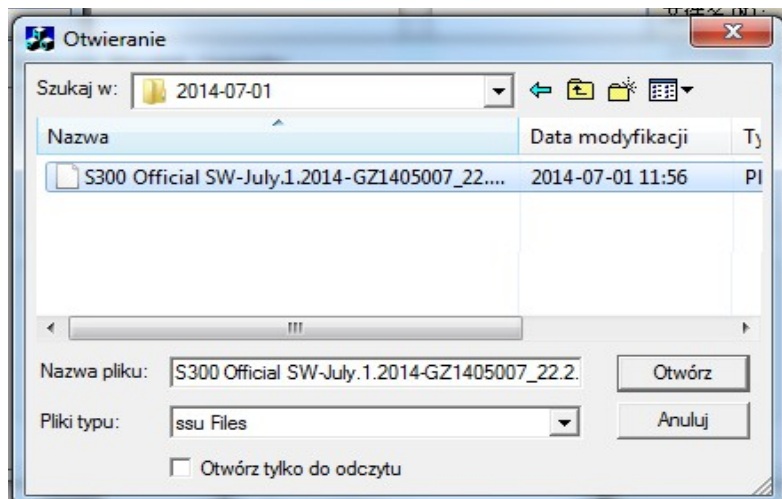 Otwieranie
Szukaj w: 2014-07-01
Nazwa Data modyfikacji
S300 Official SW-July.1.2014-GZ1405007_22.... 2014-07-01 11:56
Nazwa pliku: S300 Official SW-July.1.2014-GZ1405007_22.2. Otwórz
Pliki typu: ssu Files Anuluj
Otwórz tylko do odczytu